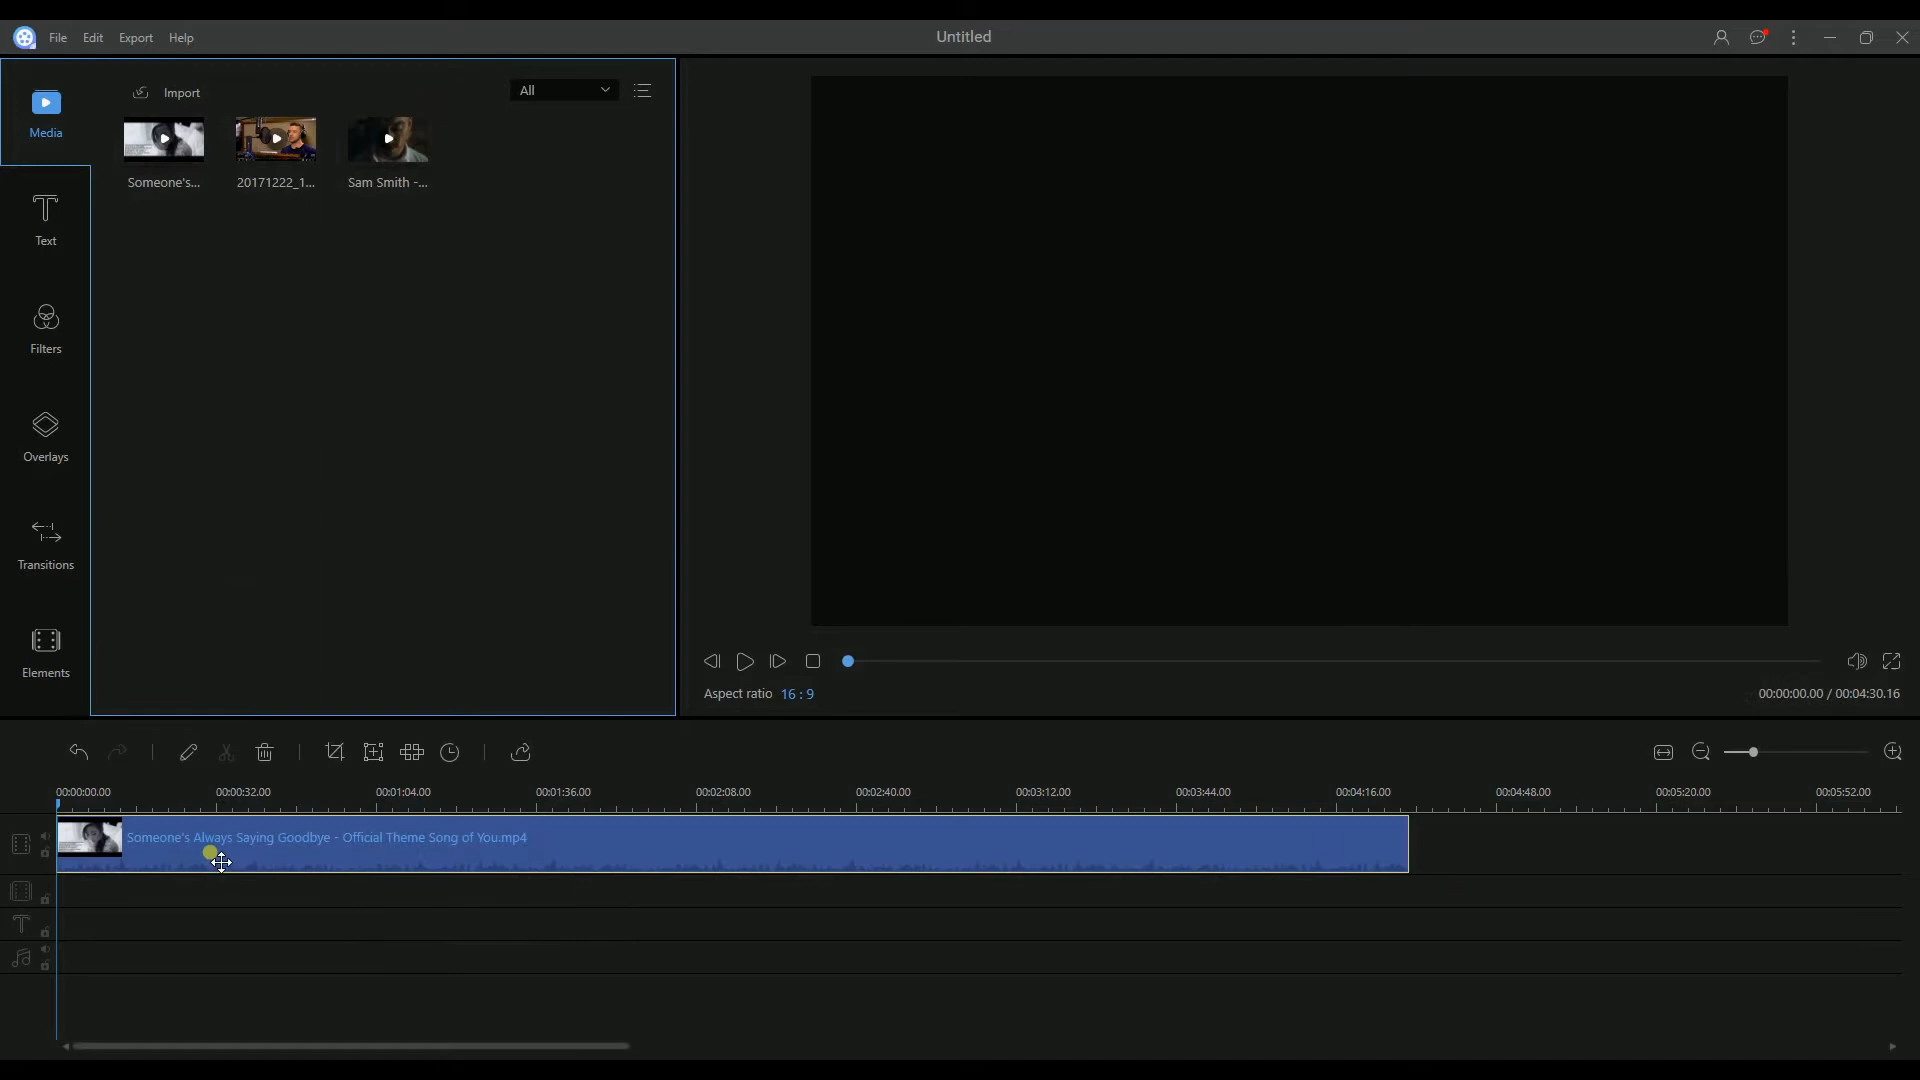 File Edit Export Help
Untitled
Media
Import
All
Someone's...
20171222_1...
Sam Smith -...
Text
Filters
Overlays
Transitions
Elements
Aspect ratio 16 : 9
00:00:00.00 / 00:04:30.16
00:00:00.00 00:00:32.00 00:01:04.00 00:01:36.00 00:02:08.00 00:02:40.00 00:03:12.00 00:03:44.00 00:04:16.00 00:04:48.00 00:05:20.00 00:05:52.00
Someone's Always Saying Goodbye - Official Theme Song of You.mp4